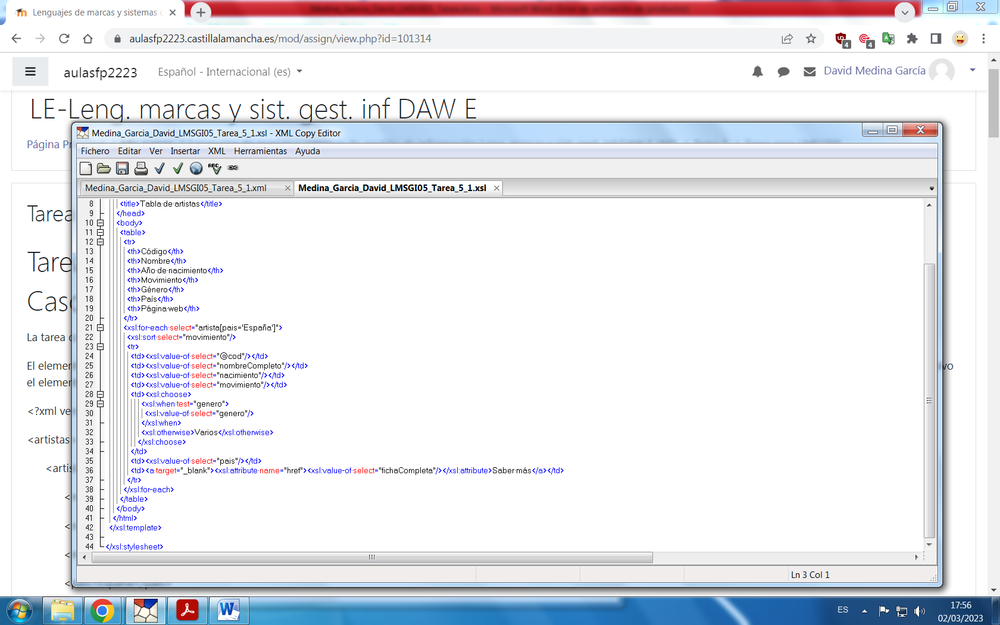 Lenguajes de marcas y sistemas
aulasfp2223.castillalamancha.es/mod/assign/view.php?id=101314
4
4
aulasfp2223
Español - Internacional (es)
David Medina García
LE-Leng. marcas y sist. gest. inf DAW E
Página Pr
Tarea
Tare
Caso
La tarea
El elemen
vo
el elemen
<?xml ve
<artistas
<artis
Medina_Garcia_David_LMSGI05_Tarea_5_1.xsl - XML Copy Editor
Fichero Editar Ver Insertar XML Herramientas Ayuda
ABC
Medina_Garcia_David_LMSGI05_Tarea_5_1.xml
Medina_Garcia_David_LMSGI05_Tarea_5_1.xsl
8 <title>Tabla·de·artistas</title>
9 </head>
10 <body>
11 <table>
12 <tr>
13 <th>Código</th>
14 <th>Nombre</th>
15 <th>Año·de·nacimiento</th>
16 <th>Movimiento</th>
17 <th>Género</th>
18 <th>País</th>
19 <th>Página·web</th>
20 </tr>
21 <xsl:for-each·select="artista[pais='España']">
22 <xsl:sort·select="movimiento"/>
23 <tr>
24 <td><xsl:value-of·select="@cod"/></td>
25 <td><xsl:value-of·select="nombreCompleto"/></td>
26 <td><xsl:value-of·select="nacimiento"/></td>
27 <td><xsl:value-of·select="movimiento"/></td>
28 <td><xsl:choose>
29 <xsl:when·test="genero">
30 <xsl:value-of·select="genero"/>
31 </xsl:when>
32 <xsl:otherwise>Varios</xsl:otherwise>
33 </xsl:choose>
34 </td>
35 <td><xsl:value-of·select="pais"/></td>
36 <td><a·target="_blank"><xsl:attribute·name="href"><xsl:value-of·select="fichaCompleta"/></xsl:attribute>Saber·más</a></td>
37 </tr>
38 </xsl:for-each>
39 </table>
40 </body>
41 </html>
42 </xsl:template>
43
44 </xsl:stylesheet>
Ln 3 Col 1
ES
17:56
02/03/2023